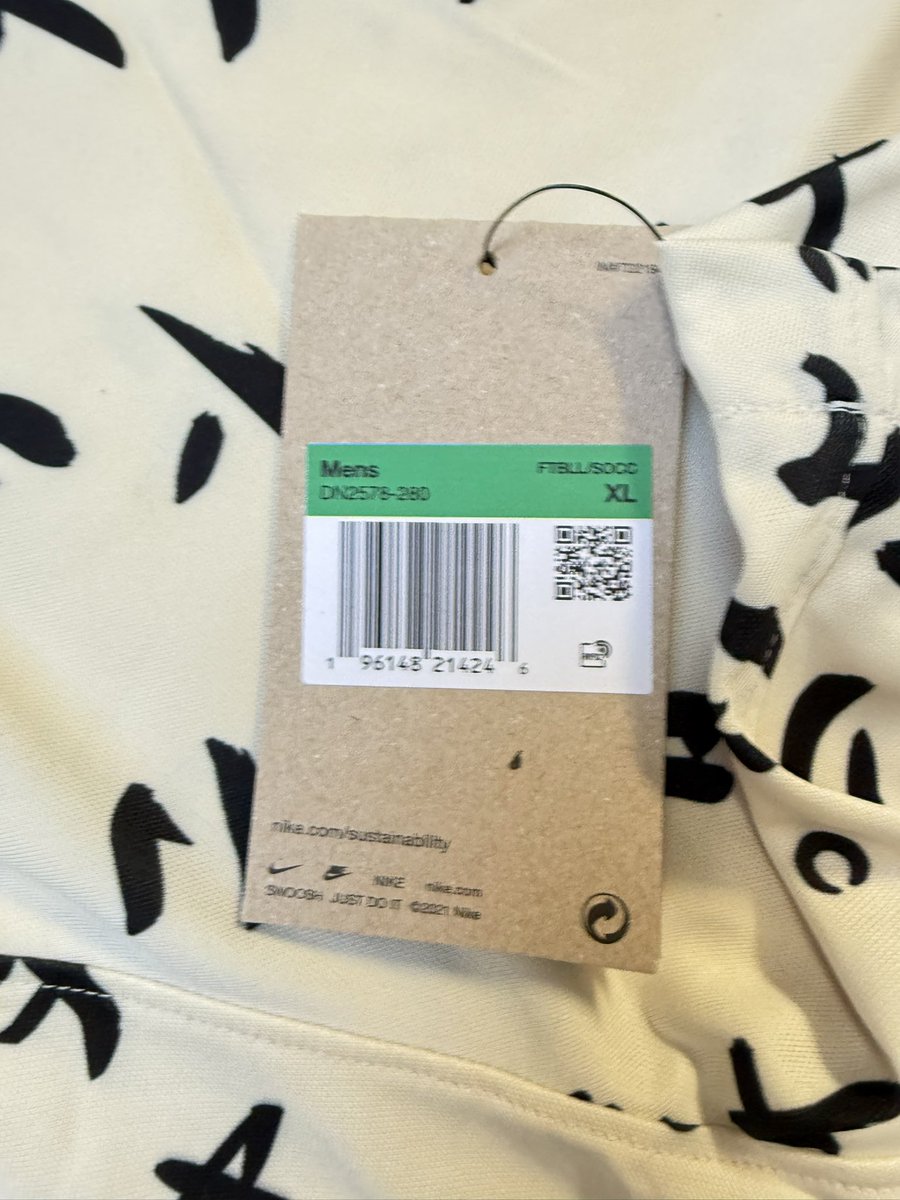 Mens FTBLL/SOCC
DN2578-280 XL
1 96148 21424 6
nike.com/sustainability
NIKE nike.com
SWOOSH JUST DO IT ©2021 Nike